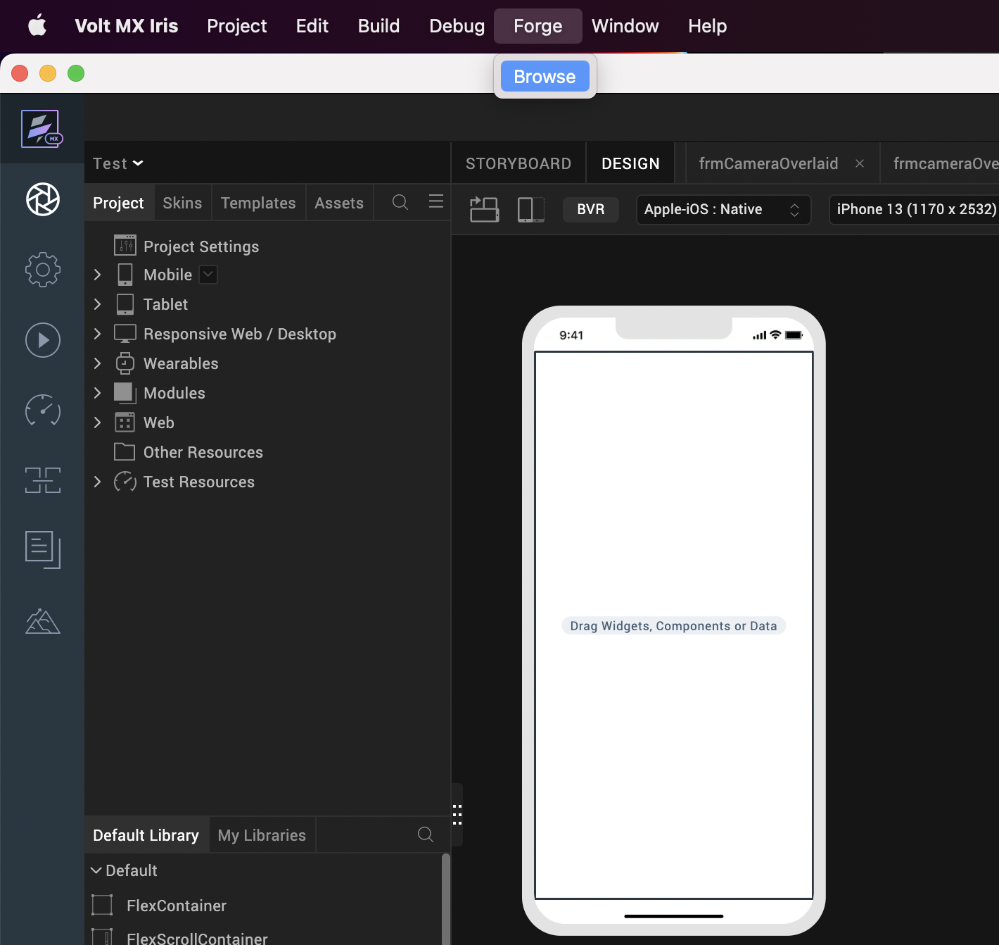 Volt MX Iris Project Edit Build Debug Forge Window Help
Browse
MX
Test
STORYBOARD DESIGN frmCameraOverlaid × frmcameraOve
Project Skins Templates Assets
BVR Apple-iOS : Native iPhone 13 (1170 x 2532)
Project Settings
Mobile
Tablet
Responsive Web / Desktop
Wearables
Modules
Web
Other Resources
Test Resources
9:41
Drag Widgets, Components or Data
Default Library My Libraries
Default
FlexContainer
FlexScrollContainer